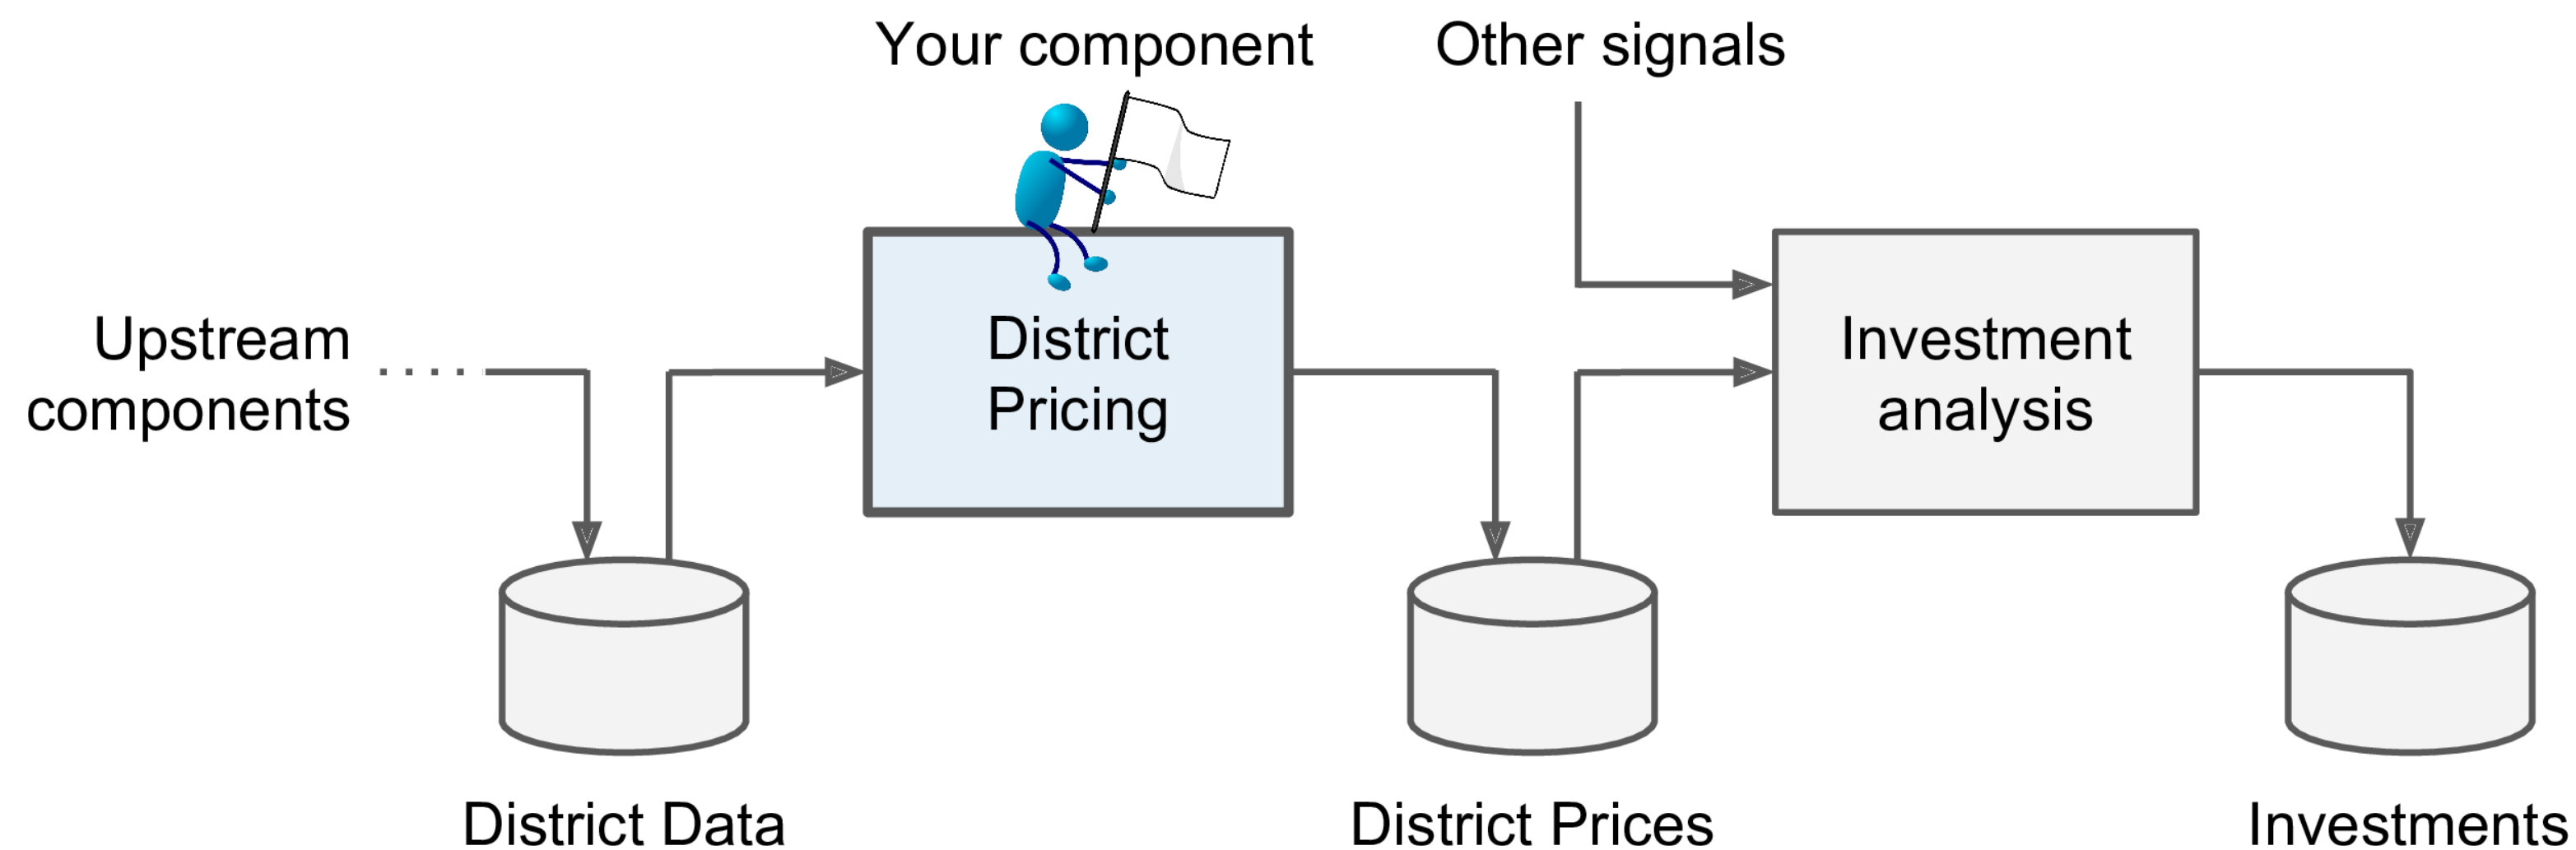 Your component
Other signals
Upstream
components
District
Pricing
Investment
analysis
District Data
District Prices
Investments